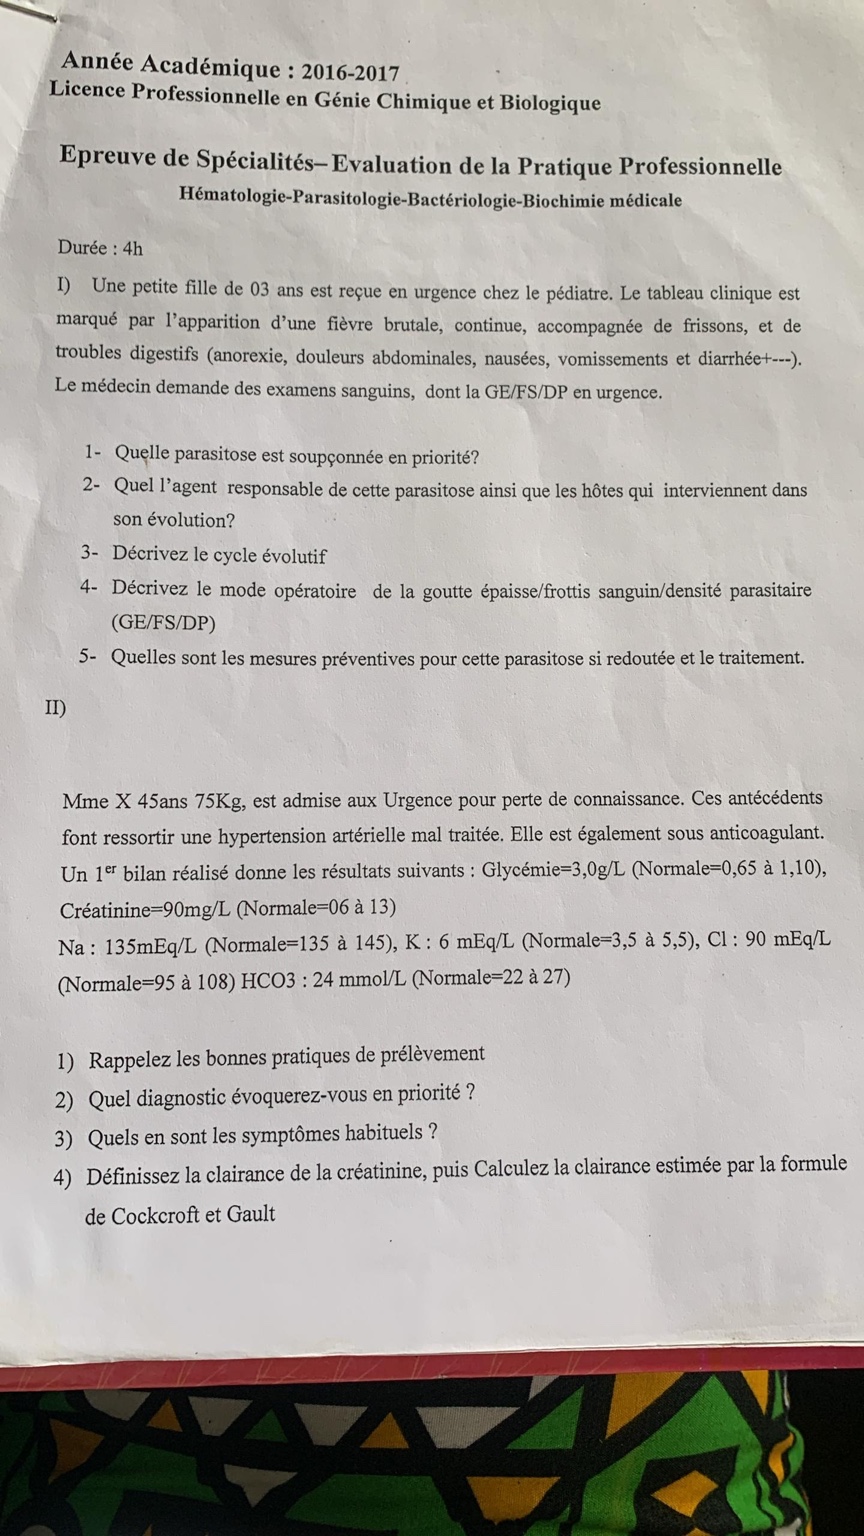 Année Académique : 2016-2017
Licence Professionnelle en Génie Chimique et Biologique
Epreuve de Spécialités–Evaluation de la Pratique Professionnelle
Hématologie-Parasitologie-Bactériologie-Biochimie médicale
Durée : 4h
I) Une petite fille de 03 ans est reçue en urgence chez le pédiatre. Le tableau clinique est
marqué par l’apparition d’une fièvre brutale, continue, accompagnée de frissons, et de
troubles digestifs (anorexie, douleurs abdominales, nausées, vomissements et diarrhée+---).
Le médecin demande des examens sanguins, dont la GE/FS/DP en urgence.
1- Quelle parasitose est soupçonnée en priorité?
2- Quel l’agent responsable de cette parasitose ainsi que les hôtes qui interviennent dans
son évolution?
3- Décrivez le cycle évolutif
4- Décrivez le mode opératoire de la goutte épaisse/frottis sanguin/densité parasitaire
(GE/FS/DP)
5- Quelles sont les mesures préventives pour cette parasitose si redoutée et le traitement.
II)
Mme X 45ans 75Kg, est admise aux Urgence pour perte de connaissance. Ces antécédents
font ressortir une hypertension artérielle mal traitée. Elle est également sous anticoagulant.
Un 1er bilan réalisé donne les résultats suivants : Glycémie=3,0g/L (Normale=0,65 à 1,10),
Créatinine=90mg/L (Normale=06 à 13)
Na : 135mEq/L (Normale=135 à 145), K : 6 mEq/L (Normale=3,5 à 5,5), Cl : 90 mEq/L
(Normale=95 à 108) HCO3 : 24 mmol/L (Normale=22 à 27)
1) Rappelez les bonnes pratiques de prélèvement
2) Quel diagnostic évoquerez-vous en priorité ?
3) Quels en sont les symptômes habituels ?
4) Définissez la clairance de la créatinine, puis Calculez la clairance estimée par la formule
de Cockcroft et Gault